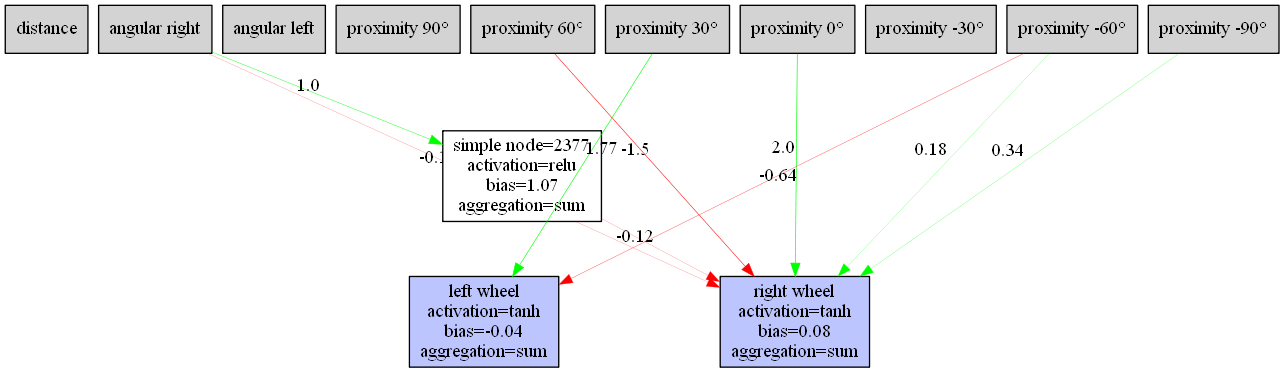 distance
angular right
angular left
proximity 90°
proximity 60°
proximity 30°
proximity 0°
proximity -30°
proximity -60°
proximity -90°
1.0
simple node=2377
activation=relu
bias=1.07
aggregation=sum
1.77
-1.5
2.0
-0.64
0.18
0.34
-0.12
left wheel
activation=tanh
bias=-0.04
aggregation=sum
right wheel
activation=tanh
bias=0.08
aggregation=sum